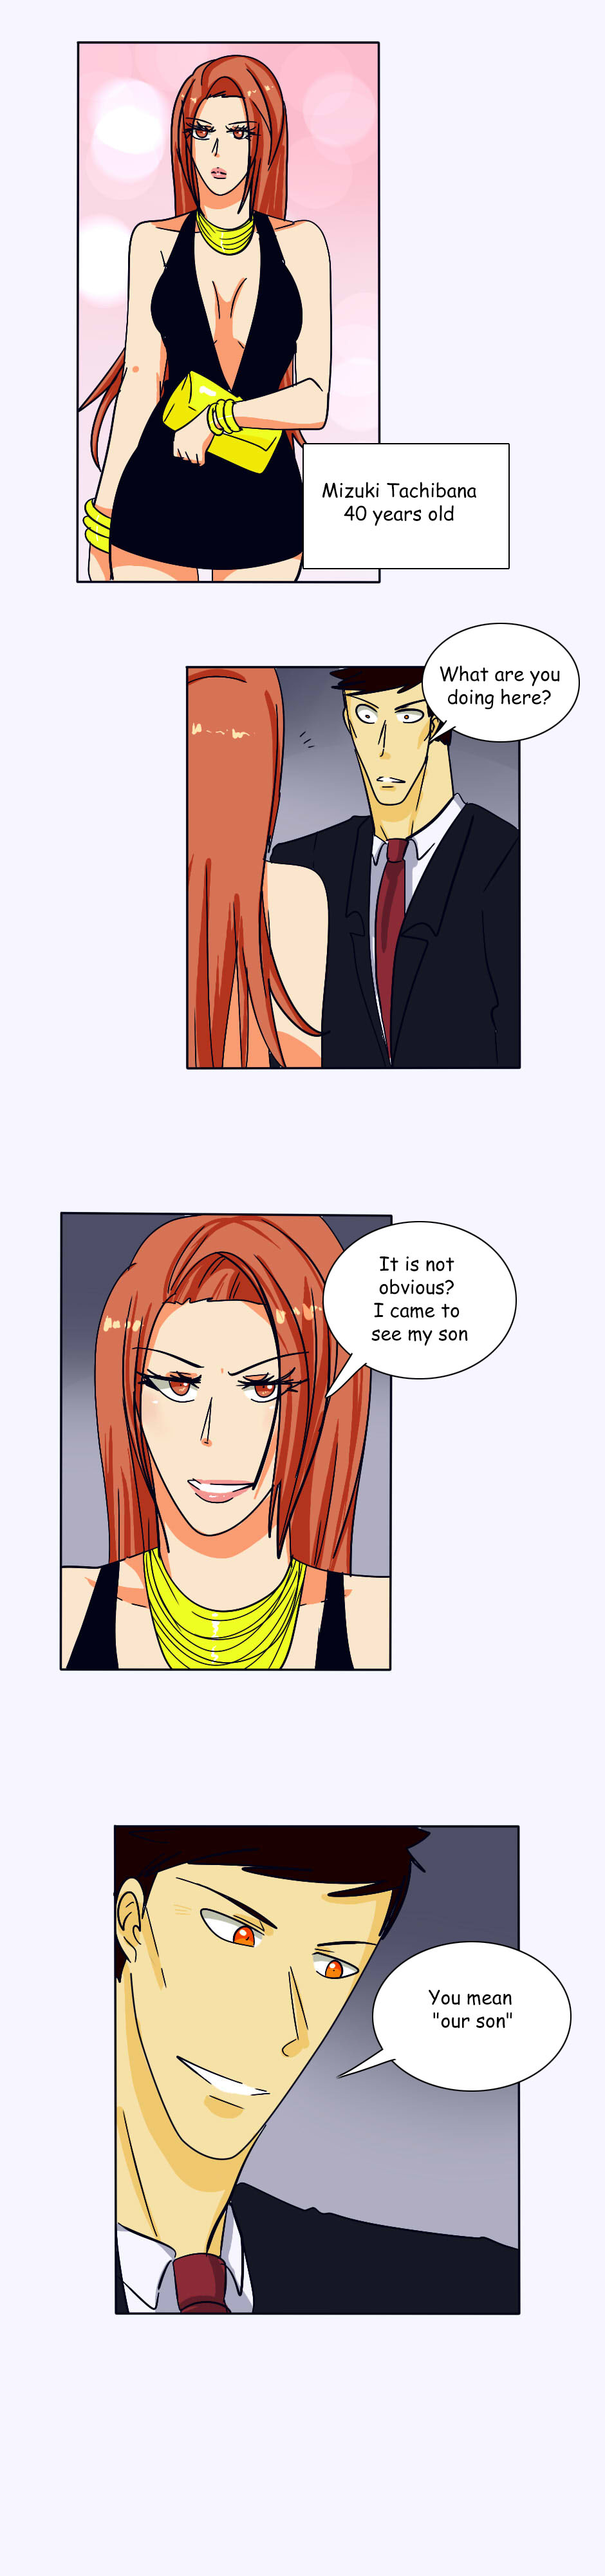 Mizuki Tachibana
40 years old
What are you
doing here?
It is not
obvious?
I came to
see my son
You mean
"our son"